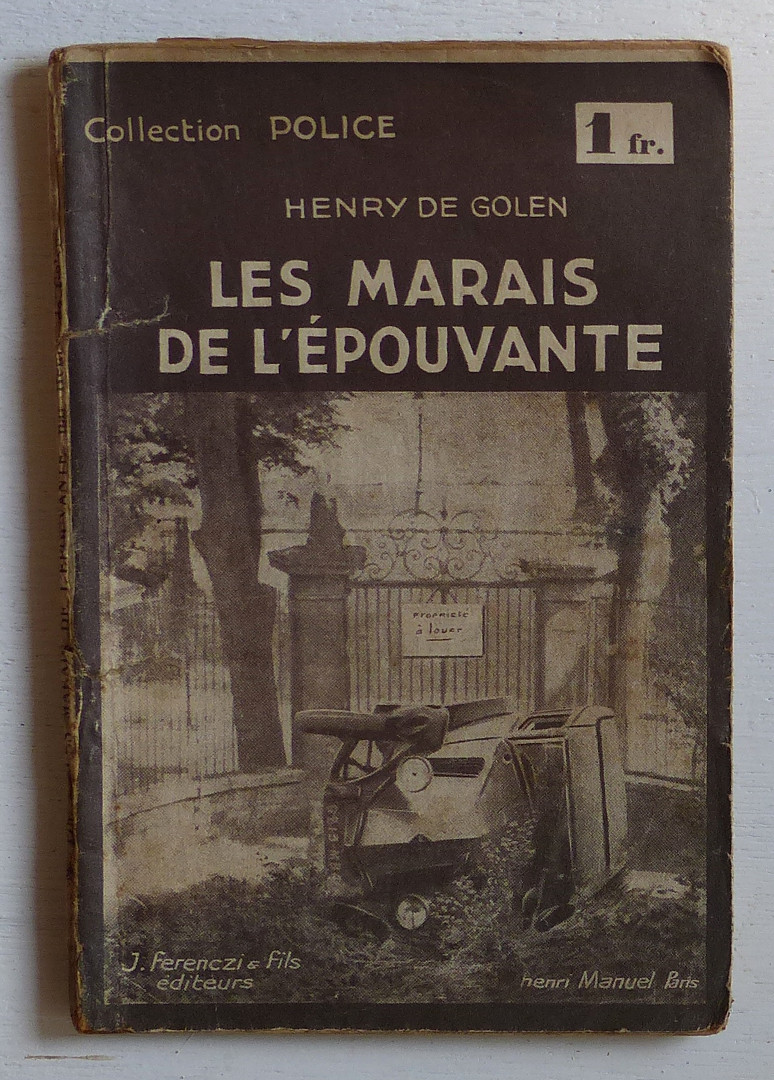 Collection POLICE
1 fr.
HENRY DE GOLEN
LES MARAIS
DE L'ÉPOUVANTE
PROPRIÉTÉ
à louer
J. Ferenczi & fils
éditeurs
henri Manuel Paris